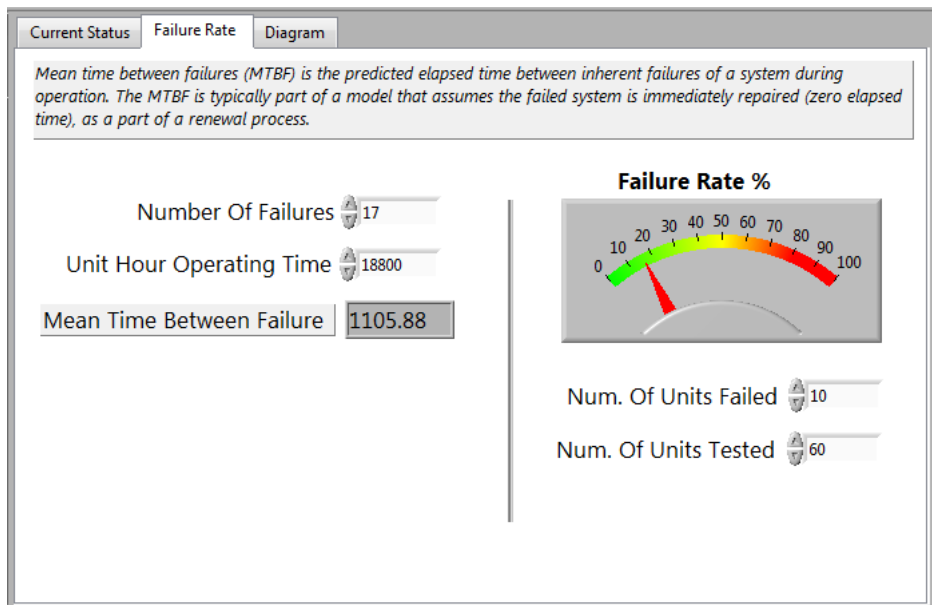 Current Status
Failure Rate
Diagram
Mean time between failures (MTBF) is the predicted elapsed time between inherent failures of a system during
operation. The MTBF is typically part of a model that assumes the failed system is immediately repaired (zero elapsed
time), as a part of a renewal process.
Number Of Failures 17
Unit Hour Operating Time 18800
Mean Time Between Failure 1105.88
Failure Rate %
0 10 20 30 40 50 60 70 80 90 100
Num. Of Units Failed 10
Num. Of Units Tested 60